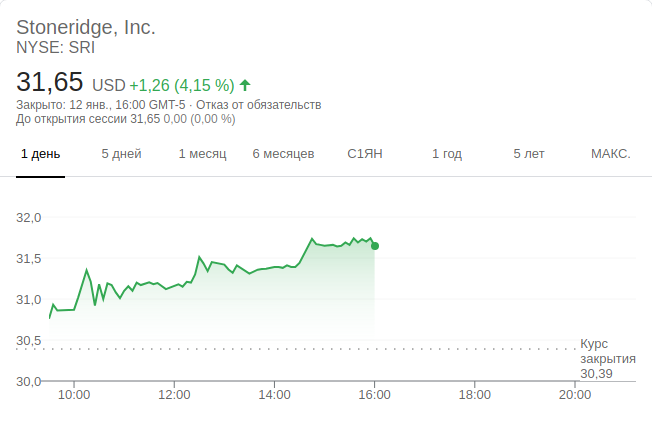 Stoneridge, Inc.
NYSE: SRI
31,65 USD +1,26 (4,15 %)
Закрыто: 12 янв., 16:00 GMT-5 · Отказ от обязательств
До открытия сессии 31,65 0,00 (0,00 %)
1 день 5 дней 1 месяц 6 месяцев С1ЯН 1 год 5 лет МАКС.
32,0
31,5
31,0
30,5
30,0
Курс
закрытия
30,39
10:00 12:00 14:00 16:00 18:00 20:00